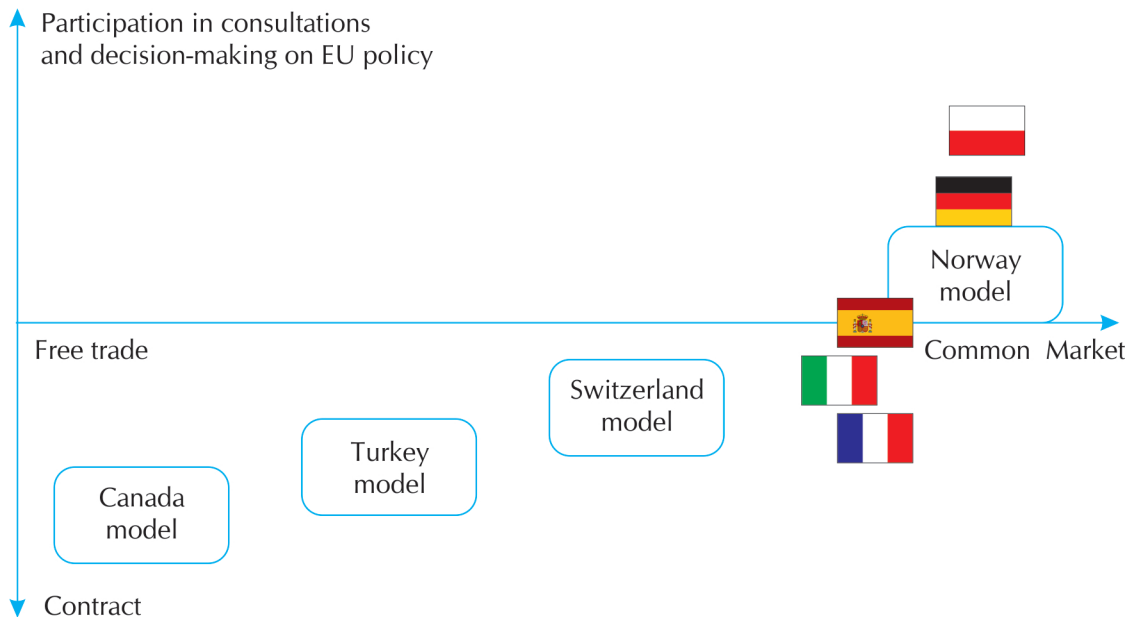 Participation in consultations
and decision-making on EU policy
Norway
model
Free trade
Common Market
Switzerland
model
Turkey
model
Canada
model
Contract